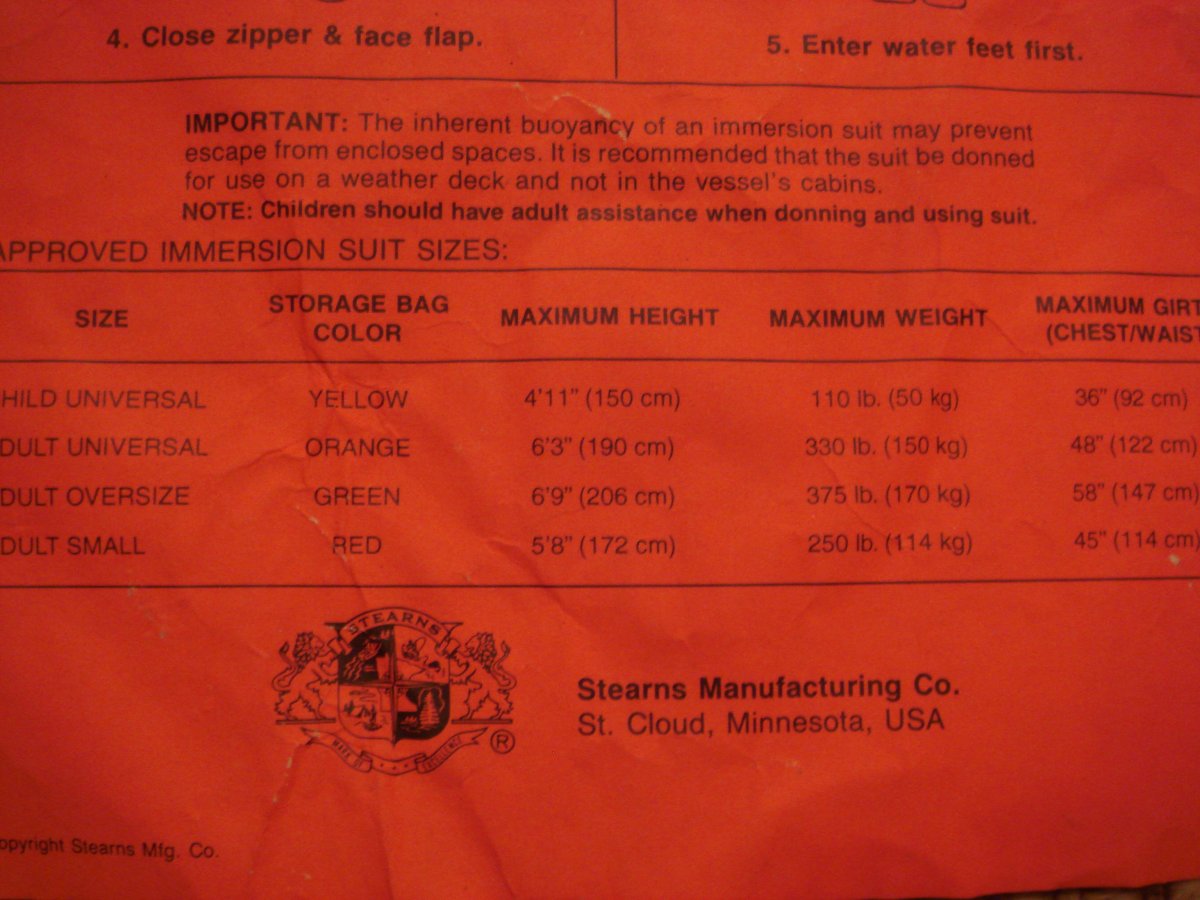 4. Close zipper & face flap.
5. Enter water feet first.
IMPORTANT: The inherent buoyancy of an immersion suit may prevent
escape from enclosed spaces. It is recommended that the suit be donned
for use on a weather deck and not in the vessel's cabins.
NOTE: Children should have adult assistance when donning and using suit.
APPROVED IMMERSION SUIT SIZES:
SIZE STORAGE BAG COLOR MAXIMUM HEIGHT MAXIMUM WEIGHT MAXIMUM GIRT (CHEST/WAIST
HILD UNIVERSAL YELLOW 4'11" (150 cm) 110 lb. (50 kg) 36" (92 cm)
DULT UNIVERSAL ORANGE 6'3" (190 cm) 330 lb. (150 kg) 48" (122 cm)
DULT OVERSIZE GREEN 6'9" (206 cm) 375 lb. (170 kg) 58" (147 cm)
DULT SMALL RED 5'8" (172 cm) 250 lb. (114 kg) 45" (114 cm)
STEARNS
MARK OF EXCELLENCE
®
Stearns Manufacturing Co.
St. Cloud, Minnesota, USA
opyright Stearns Mfg. Co.